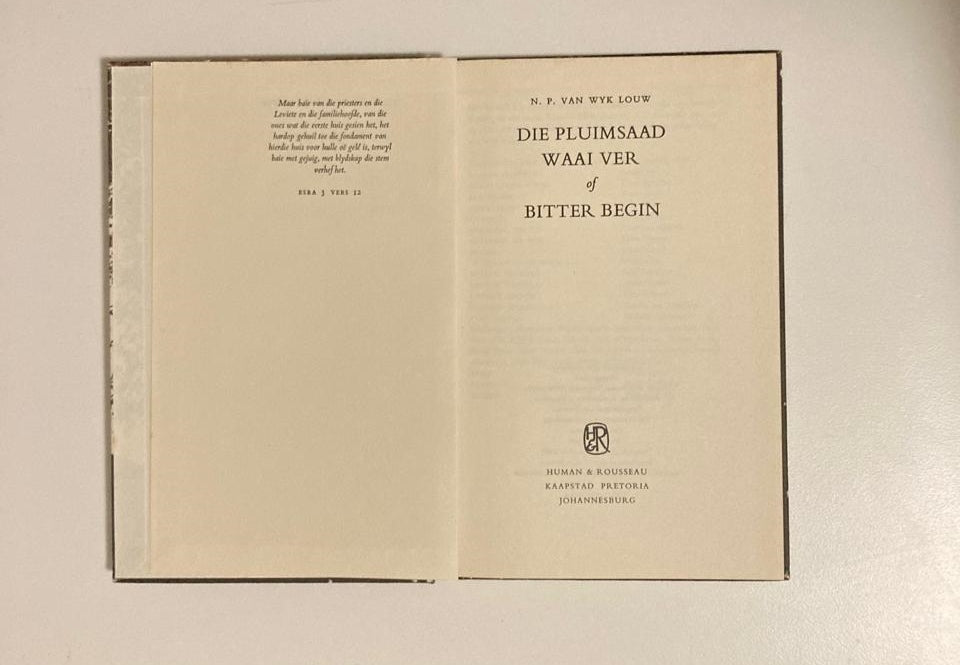 Maar baie van die priesters en die
Leviete en die familiehoofde, van die
oues wat die eerste huis gesien het, het
hardop gehuil toe die fondament van
hierdie huis voor hulle oë gelê is, terwyl
baie met gejuig, met blydskap die stem
verhef het.
ESRA 3 VERS 12
N. P. VAN WYK LOUW
DIE PLUIMSAAD
WAAI VER
of
BITTER BEGIN
H&R
HUMAN & ROUSSEAU
KAAPSTAD PRETORIA
JOHANNESBURG